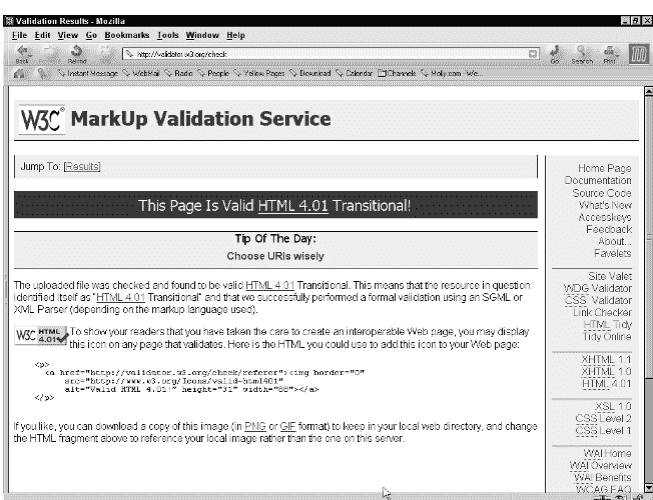 Validation Results - Mozilla
File Edit View Go Bookmarks Tools Window Help
Back Reload http://validator.w3.org/check Go Search Print
Instant Message WebMail Radio People Yellow Pages Download Calendar Channels Molly.com - We...
W3C MarkUp Validation Service
Jump To: [Results]
This Page Is Valid HTML 4.01 Transitional!
Tip Of The Day:
Choose URIs wisely
The uploaded file was checked and found to be valid HTML 4.01 Transitional. This means that the resource in question
identified itself as "HTML 4.01 Transitional" and that we successfully performed a formal validation using an SGML or
XML Parser (depending on the markup language used).
W3C HTML 4.01
To show your readers that you have taken the care to create an interoperable Web page, you may display
this icon on any page that validates. Here is the HTML you could use to add this icon to your Web page:
<p>
<a href="http://validator.w3.org/check/referer"><img border="0"
src="http://www.w3.org/Icons/valid-html401"
alt="Valid HTML 4.01!" height="31" width="88"></a>
</p>
If you like, you can download a copy of this image (in PNG or GIF format) to keep in your local web directory, and change
the HTML fragment above to reference your local image rather than the one on this server.
Home Page
Documentation
Source Code
What's New
Accesskeys
Feedback
About...
Favelets
Site Valet
WDG Validator
CSS Validator
Link Checker
HTML Tidy
Tidy Online
XHTML 1.1
XHTML 1.0
HTML 4.01
XSL 1.0
CSS Level 2
CSS Level 1
WAI Home
WAI Overview
WAI Benefits
WCAG FAQ